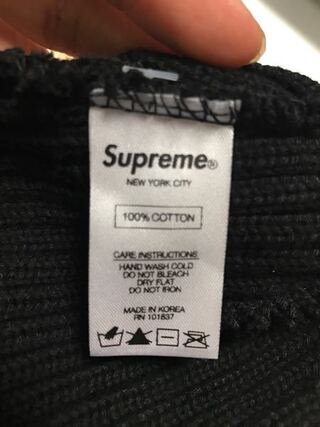 Supreme®
NEW YORK CITY
100% COTTON
CARE INSTRUCTIONS:
HAND WASH COLD
DO NOT BLEACH
DRY FLAT
DO NOT IRON
MADE IN KOREA
RN 101837